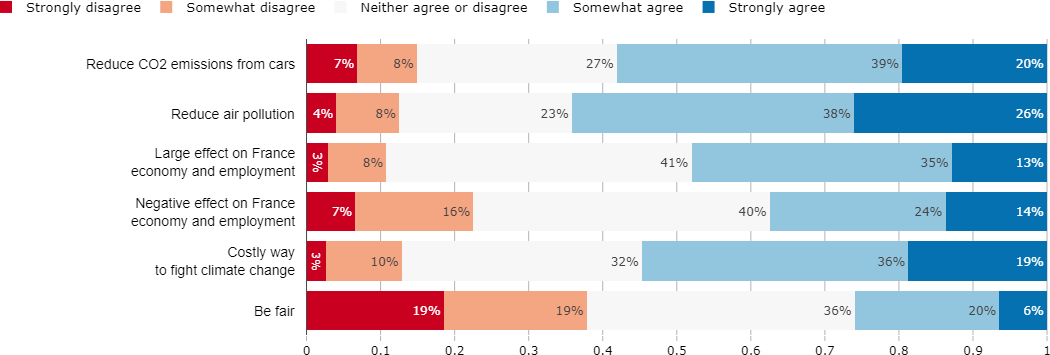 Strongly disagree Somewhat disagree Neither agree or disagree Somewhat agree Strongly agree
Reduce CO2 emissions from cars 7% 8% 27% 39% 20%
Reduce air pollution 4% 8% 23% 38% 26%
Large effect on France
economy and employment 3% 8% 41% 35% 13%
Negative effect on France
economy and employment 7% 16% 40% 24% 14%
Costly way
to fight climate change 3% 10% 32% 36% 19%
Be fair 19% 19% 36% 20% 6%
0 0.1 0.2 0.3 0.4 0.5 0.6 0.7 0.8 0.9 1